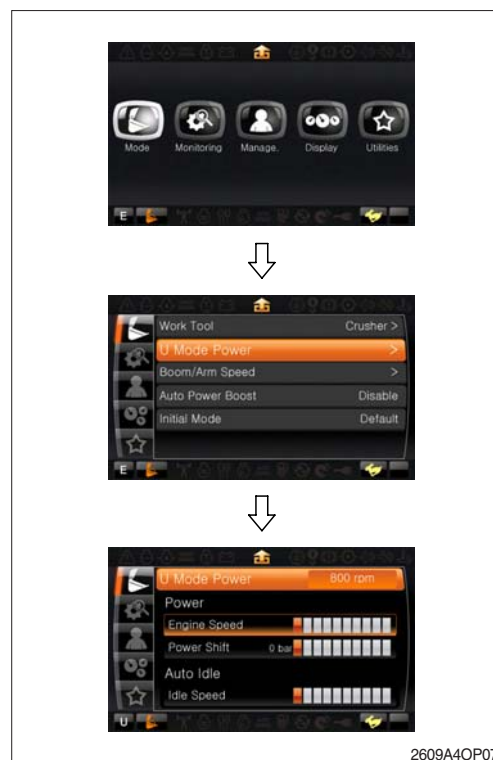 Mode Monitoring Manage. Display Utilities
E
Work Tool Crusher >
U Mode Power >
Boom/Arm Speed >
Auto Power Boost Disable
Initial Mode Default
E
U Mode Power 800 rpm
Power
Engine Speed
Power Shift 0 bar
Auto Idle
Idle Speed
U
2609A4OP07